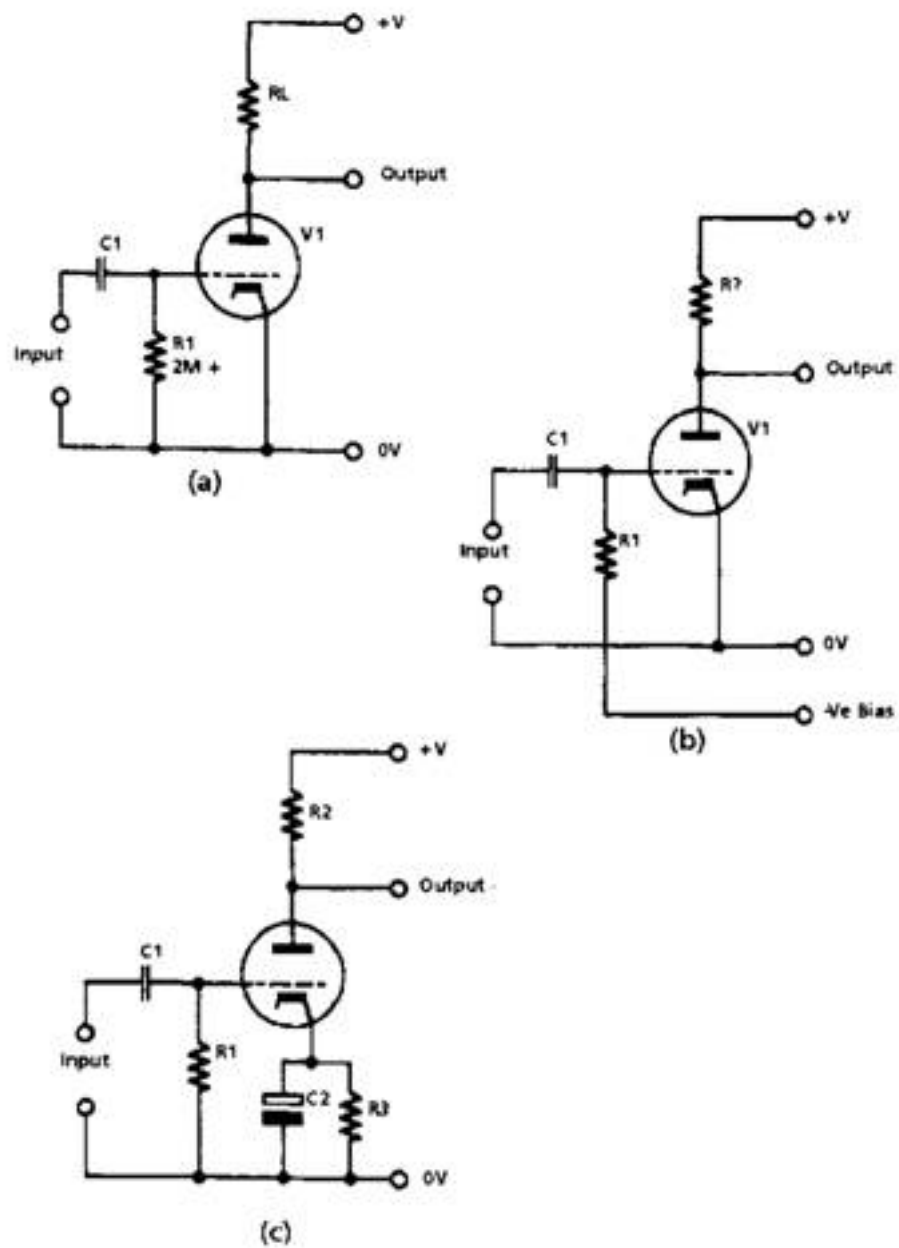 +V
RL
Output
V1
C1
R1
2M +
Input
0V
(a)
+V
R?
Output
V1
C1
R1
Input
0V
-Ve Bias
(b)
+V
R2
Output
C1
R1
Input
C2
R3
0V
(c)